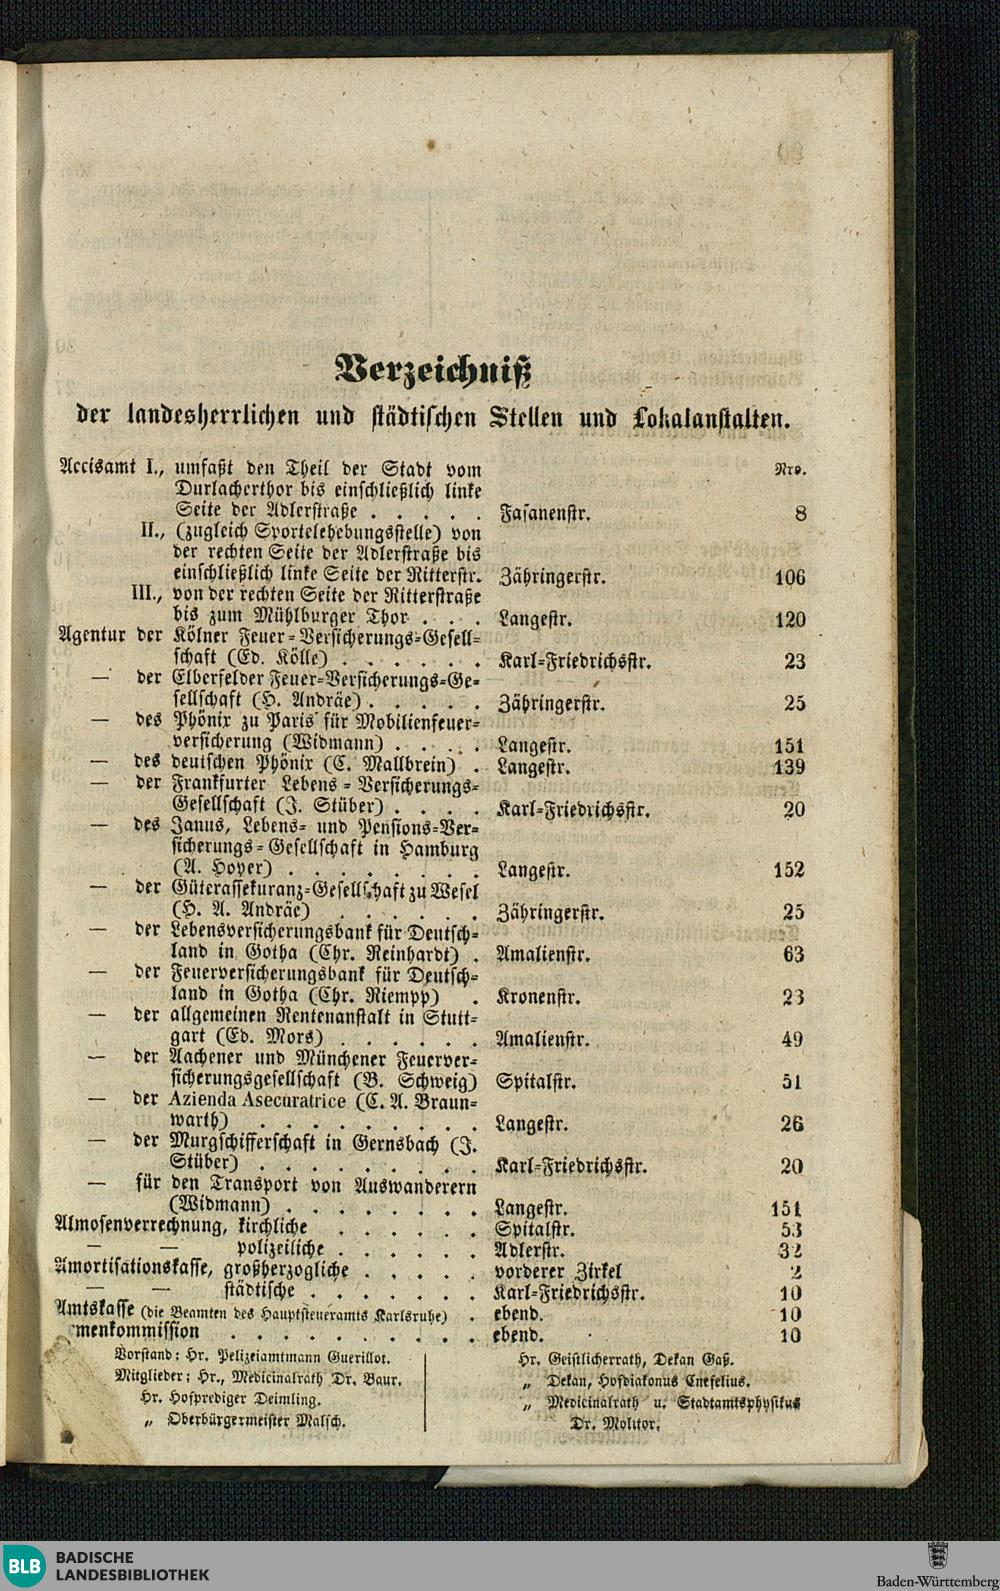 Verzeichniß
der landesherrlichen und städtischen Stellen und Lokalanstalten.
Accisamt I., umfaßt den Theil der Stadt vom Nro.
Durlacherthor bis einschließlich linke
Seite der Adlerstraße . . . . . Fasanenstr. 8
II., (zugleich Sportelehebungsstelle) von
der rechten Seite der Adlerstraße bis
einschließlich linke Seite der Ritterstr. Zähringerstr. 106
III., von der rechten Seite der Ritterstraße
bis zum Mühlburger Thor . . . Langestr. 120
Agentur der Kölner Feuer-Versicherungs-Gesell-
schaft (Ed. Kölle) . . . . . . . Karl-Friedrichsstr. 23
— der Elberfelder Feuer-Versicherungs-Ge-
sellschaft (H. Andräe) . . . . . Zähringerstr. 25
— des Phönix zu Paris für Mobilienfeuer-
versicherung (Widmann) . . . . Langestr. 151
— des deutschen Phönix (C. Mallbrein) . Langestr. 139
— der Frankfurter Lebens-Versicherungs-
Gesellschaft (J. Stüber) . . . . Karl-Friedrichsstr. 20
— des Janus, Lebens- und Pensions-Ver-
sicherungs-Gesellschaft in Hamburg
(A. Hoyer) . . . . . . . . Langestr. 152
— der Güterassekuranz-Gesellschaft zu Wesel
(H. A. Andräe) . . . . . . Zähringerstr. 25
— der Lebensversicherungsbank für Deutsch-
land in Gotha (Chr. Reinhardt) . Amalienstr. 63
— der Feuerversicherungsbank für Deutsch-
land in Gotha (Chr. Riempp) . Kronenstr. 23
— der allgemeinen Rentenanstalt in Stutt-
gart (Ed. Mors) . . . . . . Amalienstr. 49
— der Aachener und Münchener Feuerver-
sicherungsgesellschaft (B. Schweig) Spitalstr. 51
— der Azienda Asecuratrice (C. A. Braun-
warth) . . . . . . . . . Langestr. 26
— der Murgschifferschaft in Gernsbach (J.
Stüber) . . . . . . . . . Karl-Friedrichsstr. 20
— für den Transport von Auswanderern
(Widmann) . . . . . . . . Langestr. 151
Almosenverrechnung, kirchliche . . . . . . Spitalstr. 53
— — polizeiliche . . . . . . Adlerstr. 32
Amortisationskasse, großherzogliche . . . . . vorderer Zirkel 2
— — städtische . . . . . . . Karl-Friedrichsstr. 10
Amtskasse (die Beamten des Hauptsteueramts Karlsruhe) . ebend. 10
menkommission . . . . . . . . . . ebend. 10
Vorstand: Hr. Polizeiamtmann Guerillot.
Mitglieder: Hr., Medicinalrath Dr. Baur.
Hr. Hofprediger Deimling.
„ Oberbürgermeister Malsch.
Hr. Geistlicherrath, Dekan Gaß.
„ Dekan, Hofdiakonus Cnefelius.
„ Medicinalrath u. Stadtamtsphysikus
Dr. Molitor.
BLB BADISCHE
LANDESBIBLIOTHEK
Baden-Württemberg